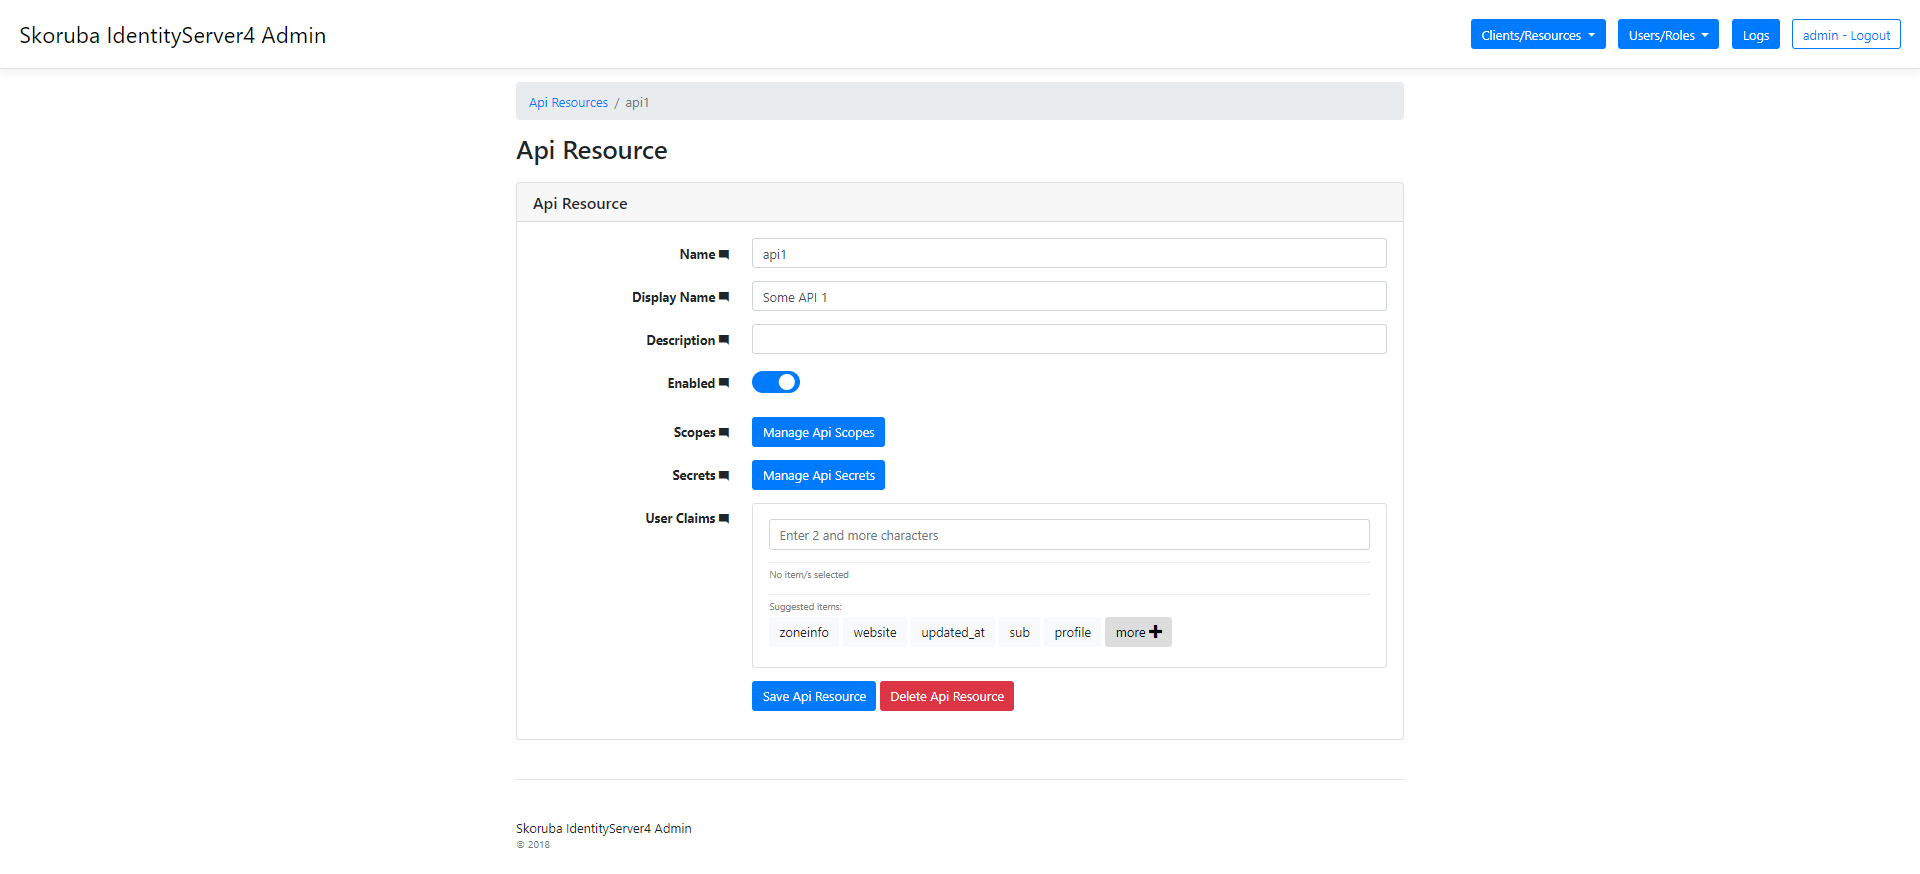 Skoruba IdentityServer4 Admin
Clients/Resources
Users/Roles
Logs
admin - Logout
Api Resources / api1
Api Resource
Api Resource
Name
api1
Display Name
Some API 1
Description
Enabled
Scopes
Manage Api Scopes
Secrets
Manage Api Secrets
User Claims
Enter 2 and more characters
No item/s selected
Suggested items:
zoneinfo website updated_at sub profile more
Save Api Resource Delete Api Resource
Skoruba IdentityServer4 Admin
© 2018